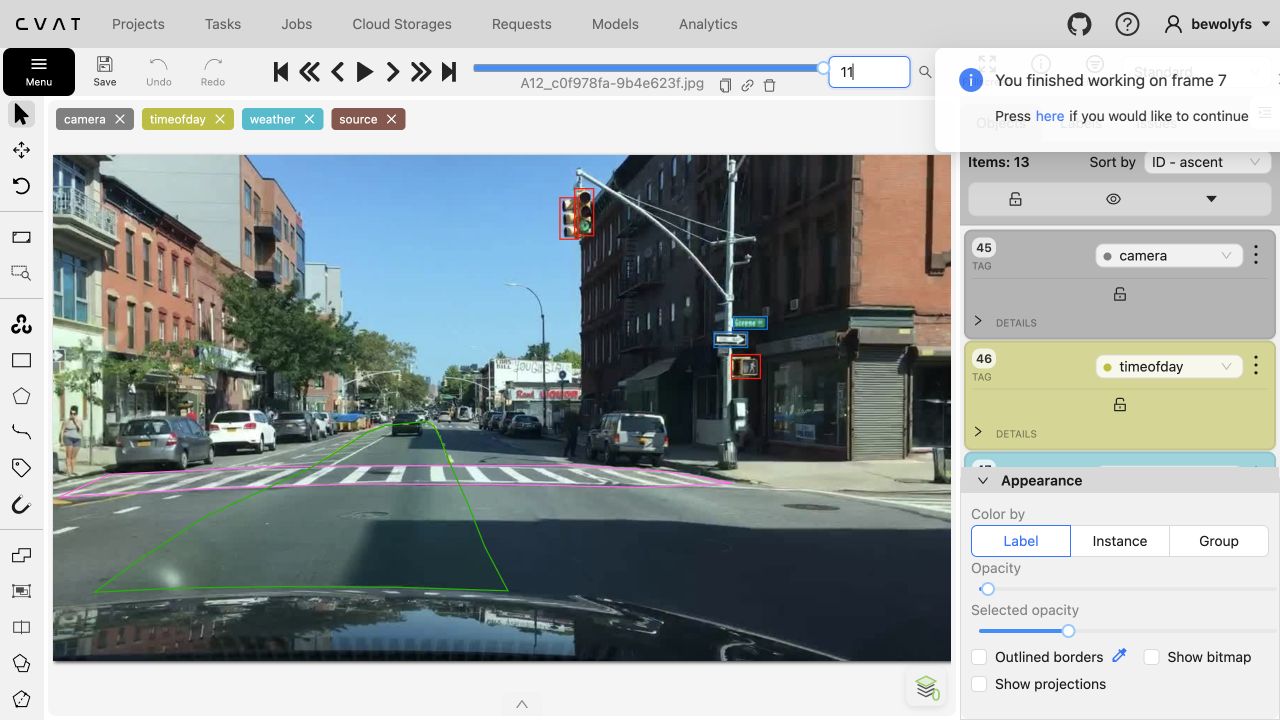 CVAT
Projects
Tasks
Jobs
Cloud Storages
Requests
Models
Analytics
bewolyfs
Menu
Save
Undo
Redo
A12_c0f978fa-9b4e623f.jpg
11
You finished working on frame 7
Press here if you would like to continue
camera
timeofday
weather
source
Items: 13
Sort by
ID - ascent
45
TAG
camera
DETAILS
46
TAG
timeofday
DETAILS
Appearance
Color by
Label
Instance
Group
Opacity
Selected opacity
Outlined borders
Show bitmap
Show projections
0